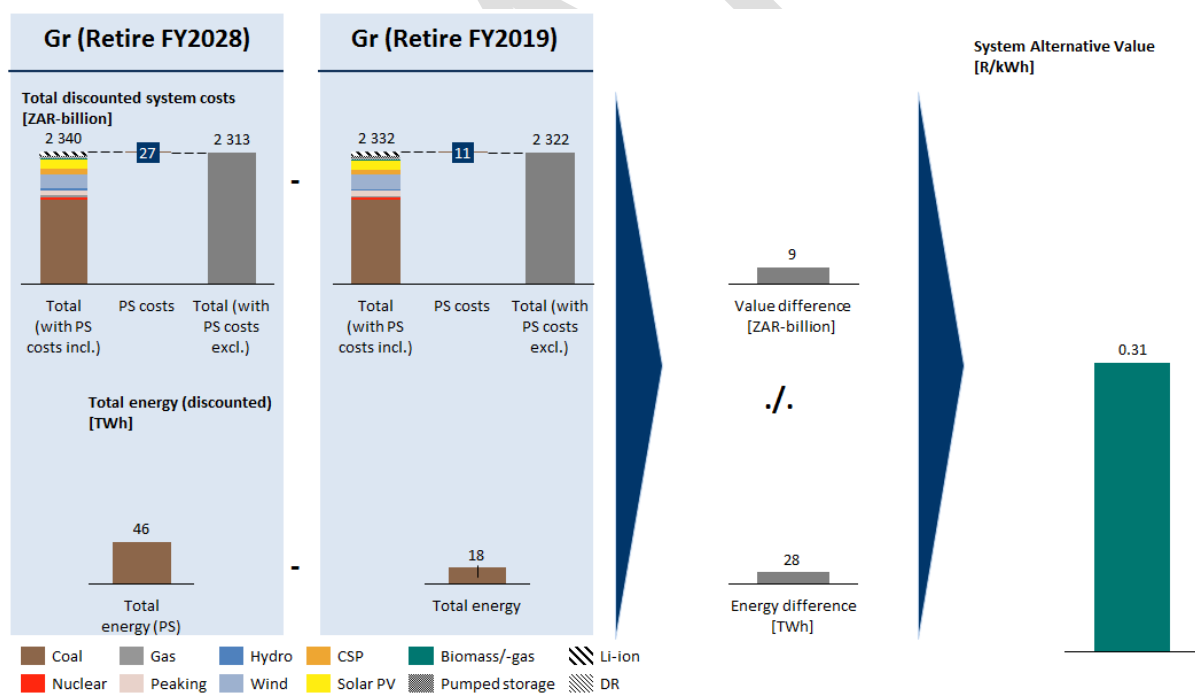 Gr (Retire FY2028)
Gr (Retire FY2019)
System Alternative Value
[R/kWh]
Total discounted system costs
[ZAR-billion]
2 340
27
2 313
-
2 332
11
2 322
Total
(with PS
costs incl.)
PS costs
Total (with
PS costs
excl.)
Total
(with PS
costs incl.)
PS costs
Total (with
PS costs
excl.)
9
Value difference
[ZAR-billion]
./.
0.31
Total energy (discounted)
[TWh]
46
Total
energy (PS)
-
18
Total energy
28
Energy difference
[TWh]
Coal
Gas
Hydro
CSP
Biomass/-gas
Li-ion
Nuclear
Peaking
Wind
Solar PV
Pumped storage
DR